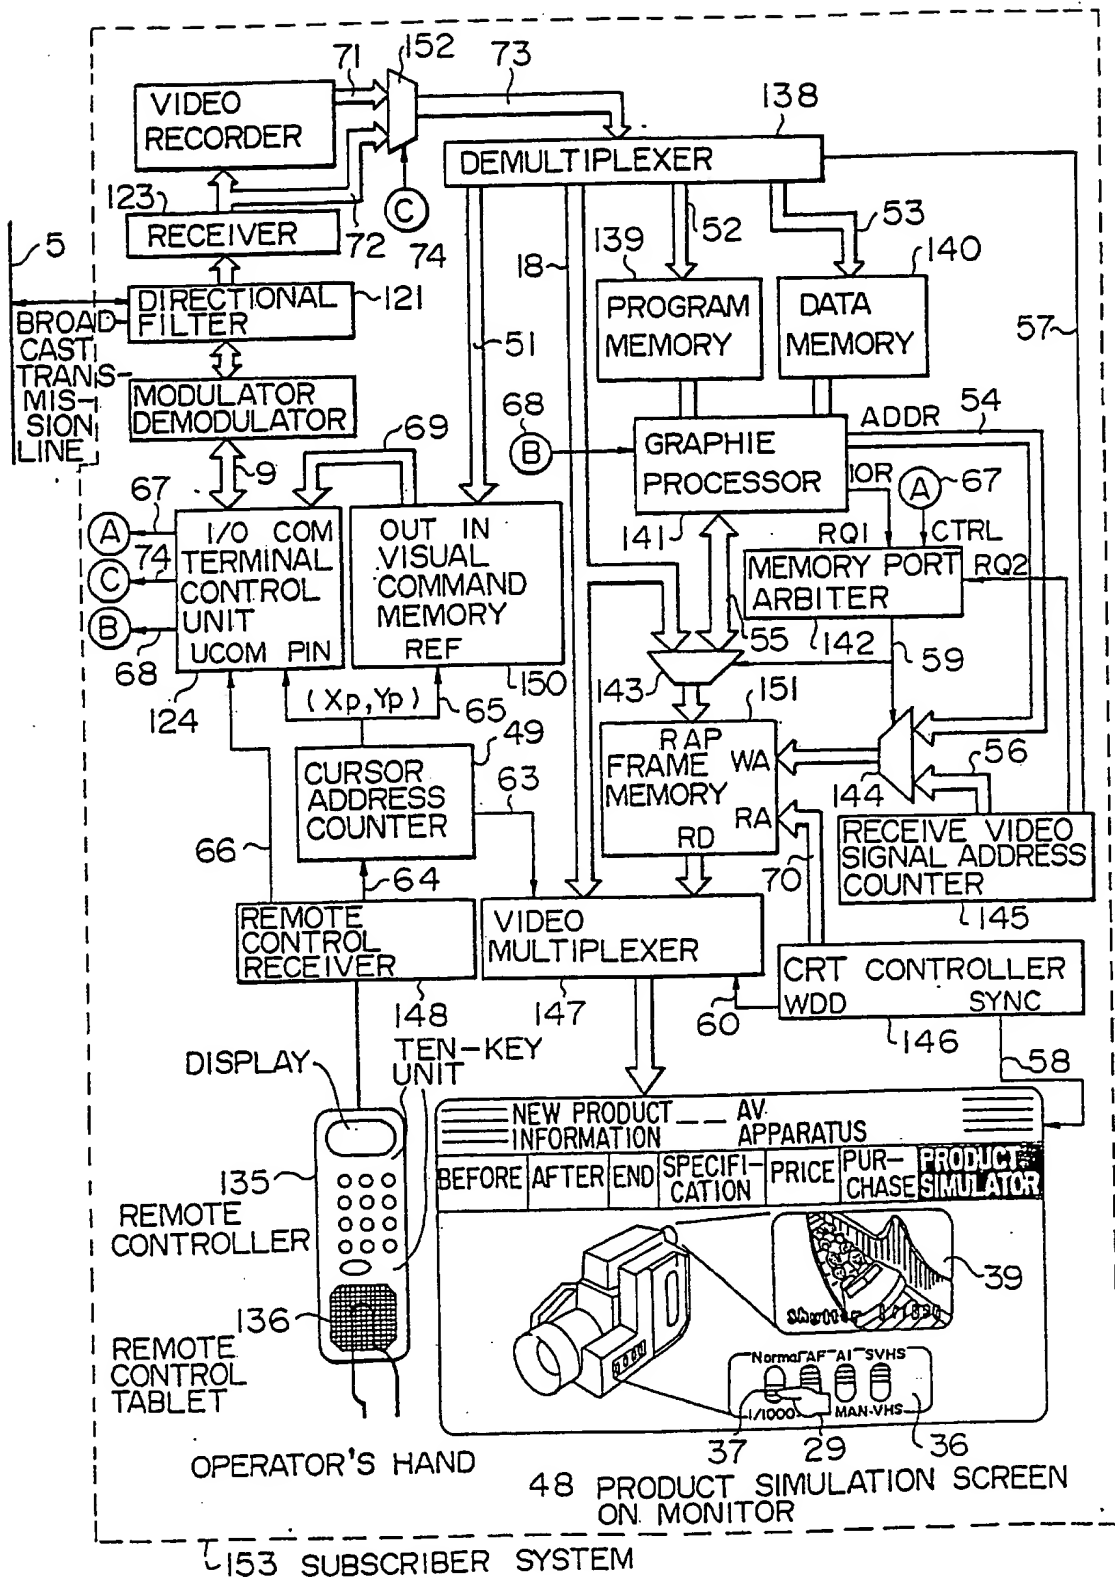 71
152
73
138
VIDEO
RECORDER
DEMULTIPLEXER
123
RECEIVER
72
C
74
5
18
52
53
139
140
DIRECTIONAL
FILTER
121
PROGRAM
MEMORY
DATA
MEMORY
57
BROAD
CAST
TRANS-
MIS-
SION
LINE
51
MODULATOR
DEMODULATOR
69
68
B
GRAPHIE
PROCESSOR
ADDR
54
IOR
A
67
9
67
A
74
C
B
68
I/O COM
TERMINAL
CONTROL
UNIT
UCOM PIN
124
OUT IN
VISUAL
COMMAND
MEMORY
REF
150
141
RQ1
CTRL
RQ2
MEMORY PORT
ARBITER
142
55
59
143
(Xp,Yp)
65
151
49
CURSOR
ADDRESS
COUNTER
63
RAP
FRAME
MEMORY
WA
RA
RD
144
56
66
64
70
RECEIVE VIDEO
SIGNAL ADDRESS
COUNTER
145
REMOTE
CONTROL
RECEIVER
148
VIDEO
MULTIPLEXER
147
60
CRT CONTROLLER
WDD SYNC
146
58
DISPLAY
TEN-KEY
UNIT
NEW PRODUCT
INFORMATION
—— AV
APPARATUS
BEFORE
AFTER
END
SPECIFI-
CATION
PRICE
PUR-
CHASE
PRODUCT
SIMULATOR
135
REMOTE
CONTROLLER
39
Shutter 1/1000
136
REMOTE
CONTROL
TABLET
Normal AF AI SVHS
1/1000 MAN-VHS
37
29
36
OPERATOR'S HAND
48 PRODUCT SIMULATION SCREEN
ON MONITOR
153 SUBSCRIBER SYSTEM